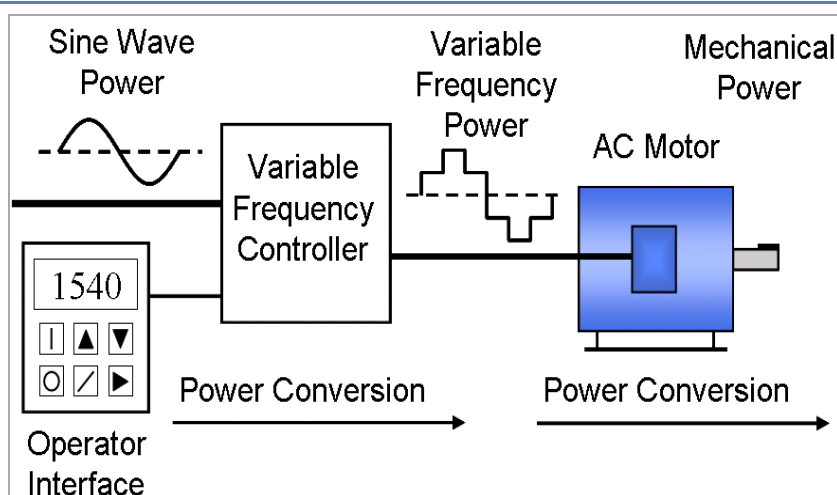 Sine Wave
Power
Variable
Frequency
Power
Mechanical
Power
AC Motor
Variable
Frequency
Controller
1540
Power Conversion
Power Conversion
Operator
Interface